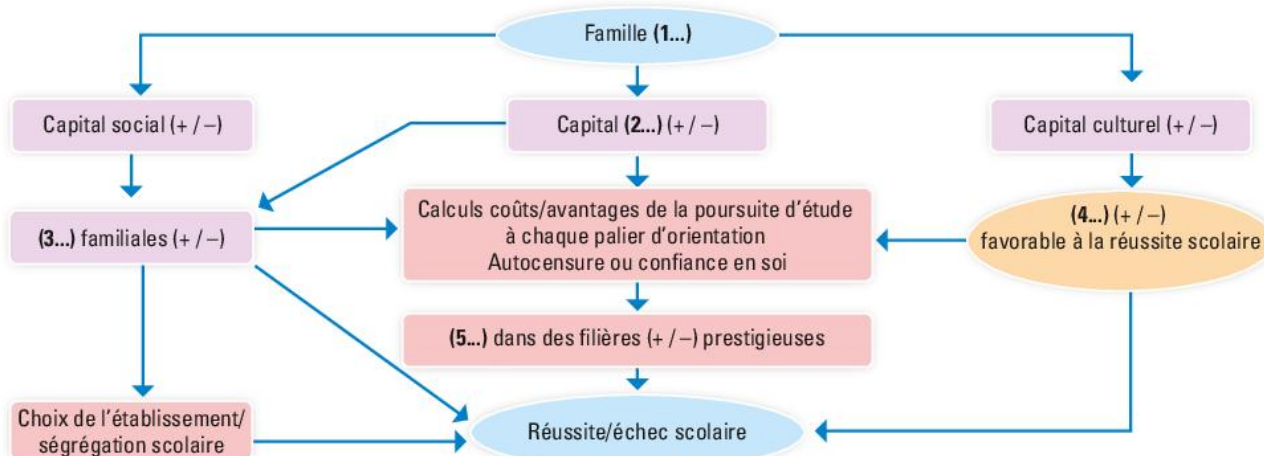 Famille (1...)
Capital social (+ / –)
Capital (2...) (+ / –)
Capital culturel (+ / –)
(3...) familiales (+ / –)
Calculs coûts/avantages de la poursuite d'étude
à chaque palier d'orientation
Autocensure ou confiance en soi
(4...) (+ / –)
favorable à la réussite scolaire
(5...) dans des filières (+ / –) prestigieuses
Choix de l'établissement/
ségrégation scolaire
Réussite/échec scolaire